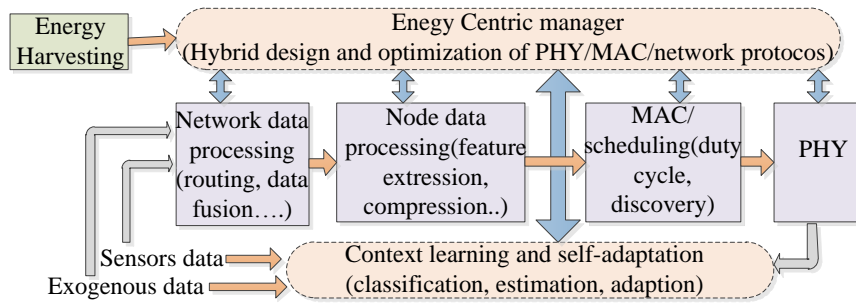 Energy
Harvesting
Enegy Centric manager
(Hybrid design and optimization of PHY/MAC/network protocos)
Network data
processing
(routing, data
fusion....)
Node data
processing(feature
extression,
compression..)
MAC/
scheduling(duty
cycle,
discovery)
PHY
Sensors data
Exogenous data
Context learning and self-adaptation
(classification, estimation, adaption)